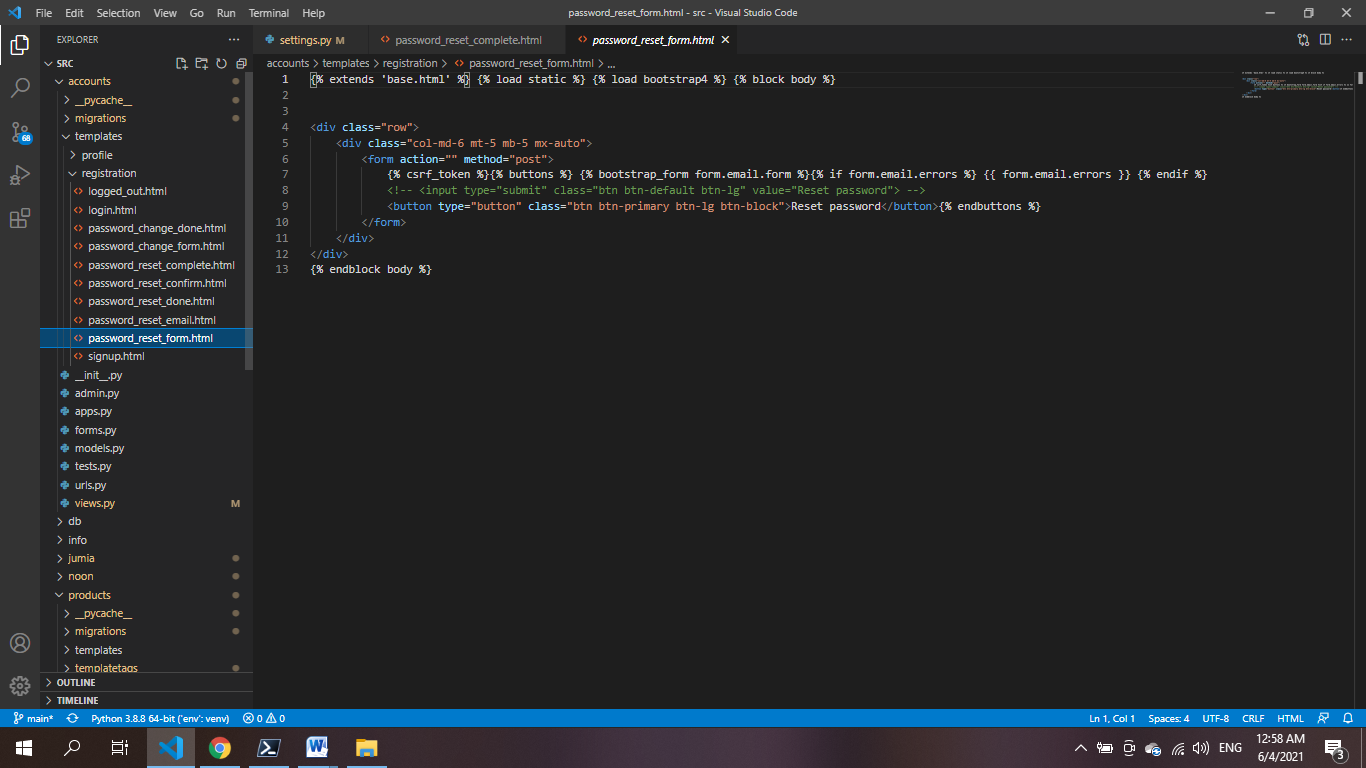 File Edit Selection View Go Run Terminal Help password_reset_form.html - src - Visual Studio Code
EXPLORER
settings.py M password_reset_complete.html password_reset_form.html
SRC
accounts > templates > registration > password_reset_form.html > ...
accounts
__pycache__
migrations
templates
profile
registration
logged_out.html
login.html
password_change_done.html
password_change_form.html
password_reset_complete.html
password_reset_confirm.html
password_reset_done.html
password_reset_email.html
password_reset_form.html
signup.html
__init__.py
admin.py
apps.py
forms.py
models.py
tests.py
urls.py
views.py M
db
info
jumia
noon
products
__pycache__
migrations
templates
templatetags
OUTLINE
TIMELINE
68
1 {% extends 'base.html' %} {% load static %} {% load bootstrap4 %} {% block body %}
2
3
4 <div class="row">
5 <div class="col-md-6 mt-5 mb-5 mx-auto">
6 <form action="" method="post">
7 {% csrf_token %}{% buttons %} {% bootstrap_form form.email.form %}{% if form.email.errors %} {{ form.email.errors }} {% endif %}
8 <!-- <input type="submit" class="btn btn-default btn-lg" value="Reset password"> -->
9 <button type="button" class="btn btn-primary btn-lg btn-block">Reset password</button>{% endbuttons %}
10 </form>
11 </div>
12 </div>
13 {% endblock body %}
main* Python 3.8.8 64-bit ('env': venv) 0 0 Ln 1, Col 1 Spaces: 4 UTF-8 CRLF HTML
ENG 12:58 AM
6/4/2021
3